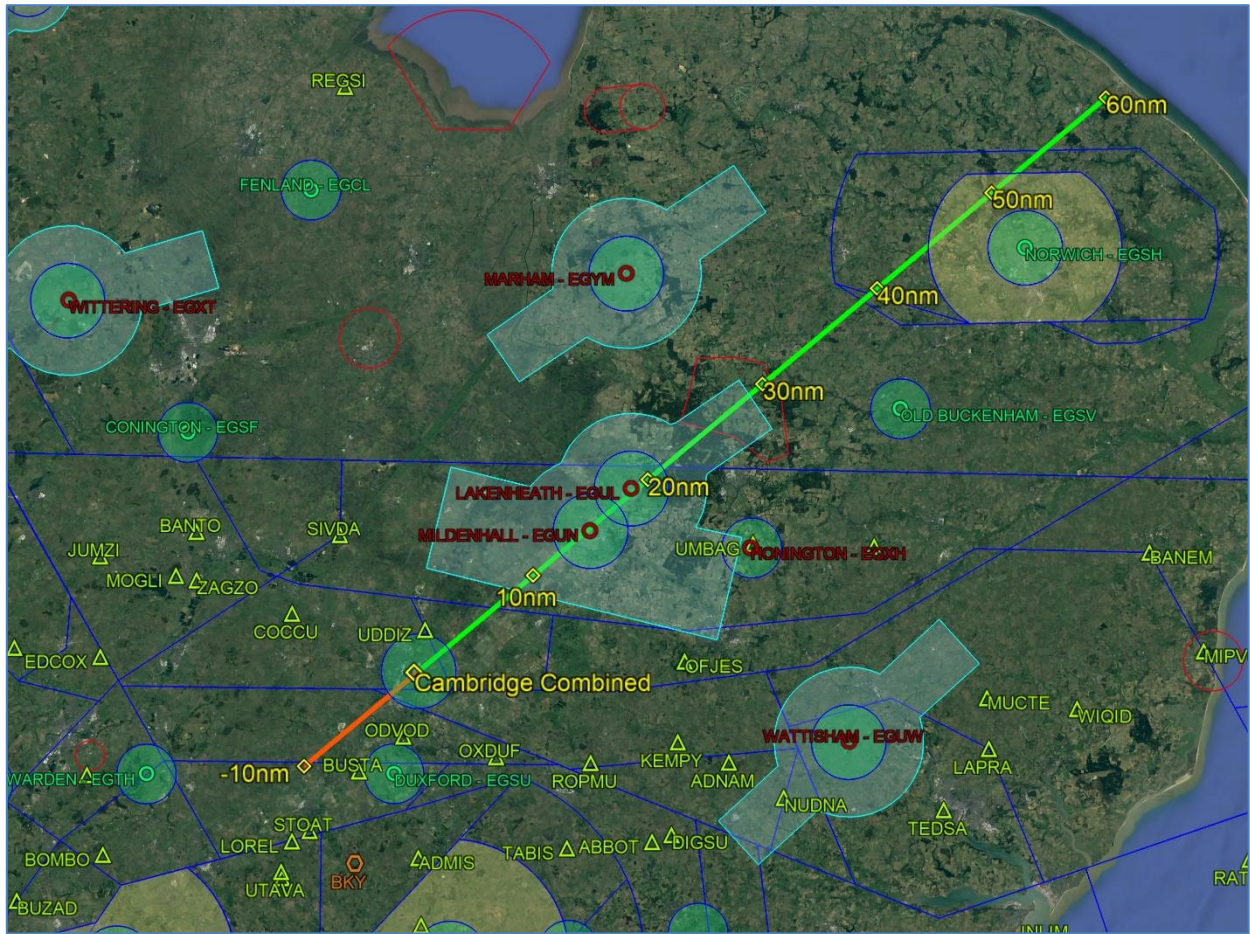 REGSI
60nm
FENLAND - EGCL
50nm
NORWICH - EGSH
MARHAM - EGYM
WITTERING - EGXT
40nm
30nm
OLD BUCKENHAM - EGSV
CONINGTON - EGSF
20nm
LAKENHEATH - EGUL
BANTO
SIVDA
MILDENHALL - EGUN
UMBAG
HONINGTON - EGXH
JUMZI
BANEM
MOGLI
ZAGZO
10nm
COCCU
UDDIZ
EDCOX
OFJES
MIPV
Cambridge Combined
MUCTE
WIQID
ODVOD
WATTISHAM - EGUW
OXDUF
KEMPY
LAPRA
-10nm
BUSTA
WARDEN - EGTH
DUXFORD - EGSU
ROPMU
ADNAM
NUDNA
TEDSA
STOAT
LOREL
TABIS
ABBOT
DIGSU
BOMBO
ADMIS
BKY
UTAVA
RAT
BUZAD
INLIM